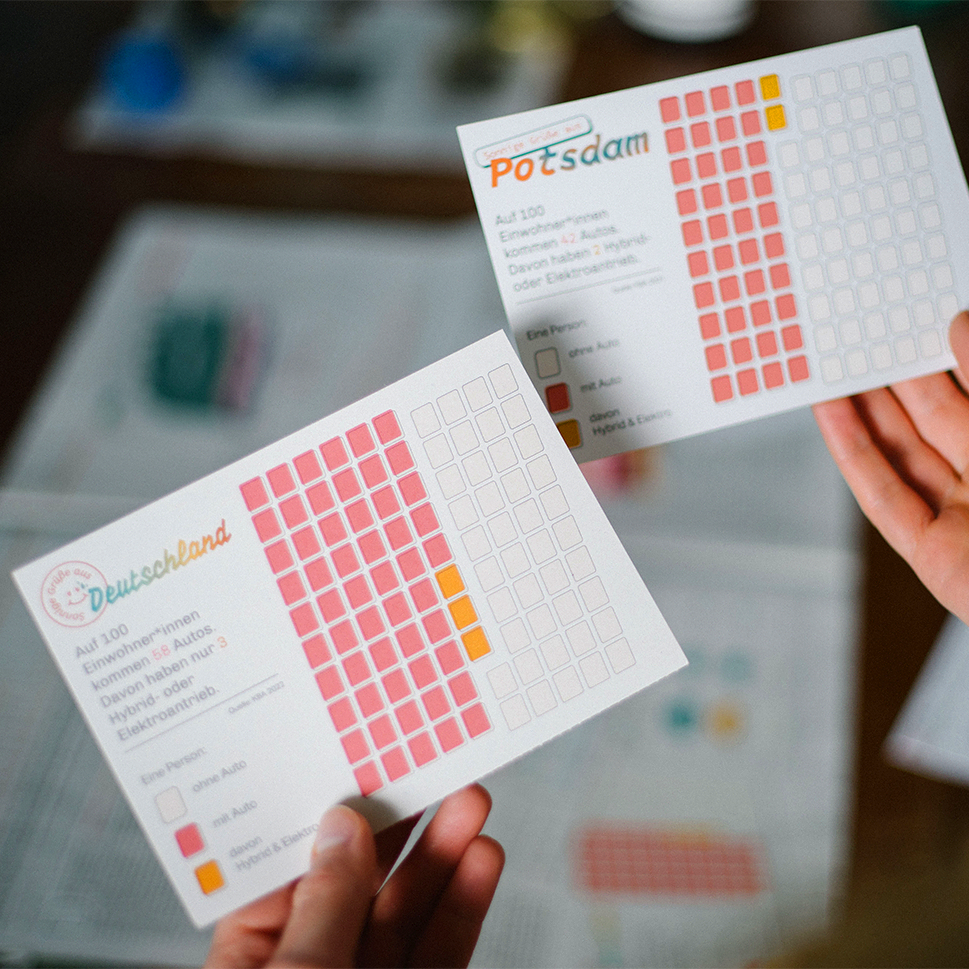 Sonnige Grüße aus
Potsdam
Auf 100
Einwohner*innen
kommen 42 Autos.
Davon haben 2 Hybrid-
oder Elektroantrieb.
Quelle: KBA 2022
Eine Person:
ohne Auto
mit Auto
davon
Hybrid & Elektro
Sonnige Grüße aus
Deutschland
Auf 100
Einwohner*innen
kommen 58 Autos.
Davon haben nur 3
Hybrid- oder
Elektroantrieb.
Quelle: KBA 2022
Eine Person:
ohne Auto
mit Auto
davon
Hybrid & Elektro